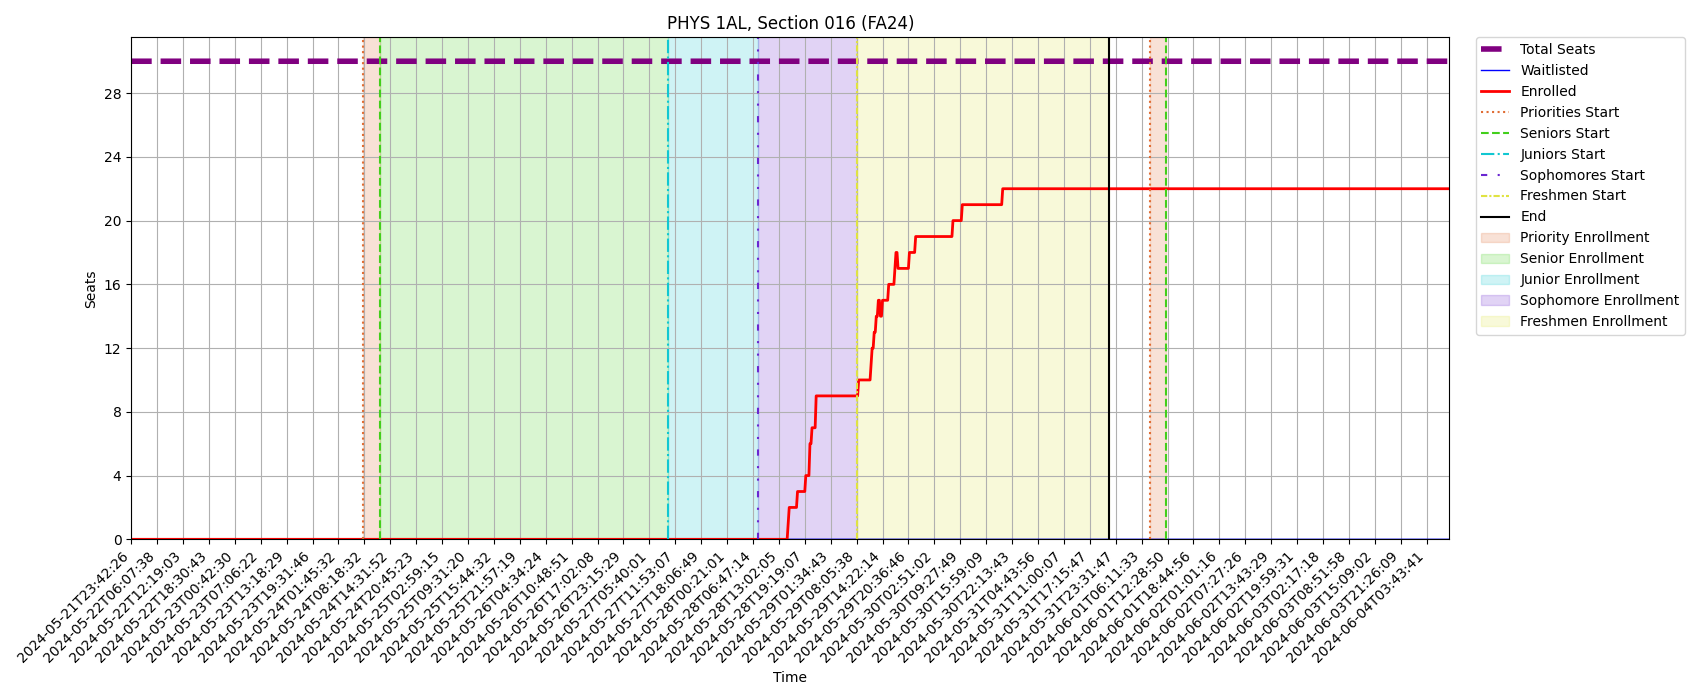 PHYS 1AL, Section 016 (FA24)
Seats
28
24
20
16
12
8
4
0
2024-05-21T23:42:26
2024-05-22T06:07:38
2024-05-22T12:19:03
2024-05-22T18:30:43
2024-05-23T00:42:30
2024-05-23T07:06:22
2024-05-23T13:18:29
2024-05-23T19:31:46
2024-05-24T01:45:32
2024-05-24T08:18:32
2024-05-24T14:31:52
2024-05-24T20:45:23
2024-05-25T02:59:15
2024-05-25T09:31:20
2024-05-25T15:44:32
2024-05-25T21:57:19
2024-05-26T04:34:24
2024-05-26T10:48:51
2024-05-26T17:02:08
2024-05-26T23:15:29
2024-05-27T05:40:01
2024-05-27T11:53:07
2024-05-27T18:06:49
2024-05-28T00:21:01
2024-05-28T06:47:14
2024-05-28T13:02:05
2024-05-28T19:19:07
2024-05-29T01:34:43
2024-05-29T08:05:38
2024-05-29T14:22:14
2024-05-29T20:36:46
2024-05-30T02:51:02
2024-05-30T09:27:49
2024-05-30T15:59:09
2024-05-30T22:13:43
2024-05-31T04:43:56
2024-05-31T11:00:07
2024-05-31T17:15:47
2024-05-31T23:31:47
2024-06-01T06:11:33
2024-06-01T12:28:50
2024-06-01T18:44:56
2024-06-02T01:01:16
2024-06-02T07:27:26
2024-06-02T13:43:29
2024-06-02T19:59:31
2024-06-03T02:17:18
2024-06-03T08:51:58
2024-06-03T15:09:02
2024-06-03T21:26:09
2024-06-04T03:43:41
Time
Total Seats
Waitlisted
Enrolled
Priorities Start
Seniors Start
Juniors Start
Sophomores Start
Freshmen Start
End
Priority Enrollment
Senior Enrollment
Junior Enrollment
Sophomore Enrollment
Freshmen Enrollment